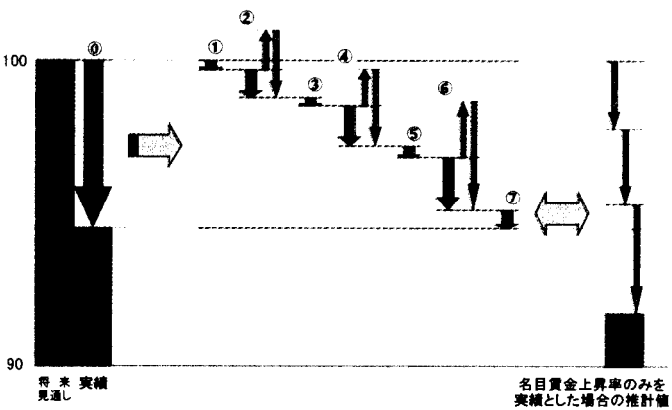 ②
⓪
①
100
④
③
⑥
⑤
⑦
90
将来 実績
見通し
名目賃金上昇率のみを
実績とした場合の推計値